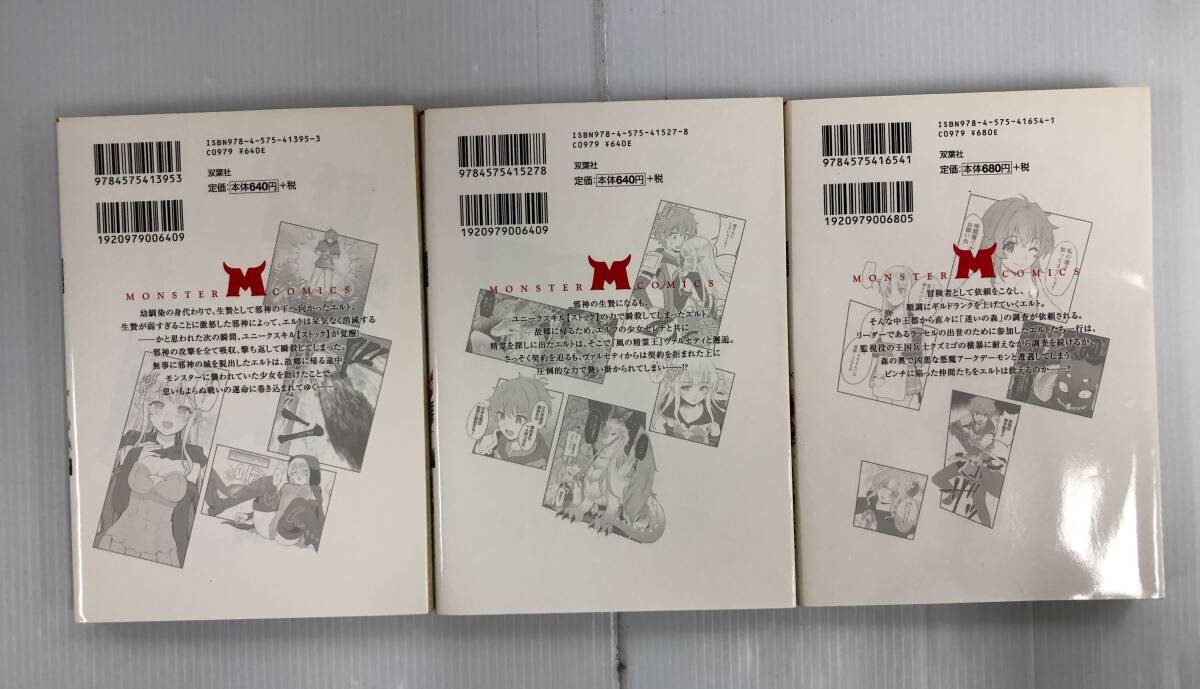 ISBN978-4-575-41395-3
C0979 ¥640E
9784575413953
双葉社
定価:本体640円+税
1920979006409
MONSTER M COMICS
幼馴染の身代わり、生贄として邪神の下へ向かったエルト。
生贄が弱すぎることに激怒した邪神によって、エルトは呆気なく消滅する
──かと思われた次の瞬間、ユニークスキル【ストック】が覚醒!
邪神の攻撃を全て吸収、撃ち返して瞬殺してしまった。
無事に邪神の城を脱出したエルトは、故郷に帰る途中、
モンスターに襲われていた少女を助けたことで
思いもよらぬ戦いの運命に巻き込まれてゆく──
ISBN978-4-575-41527-8
C0979 ¥640E
9784575415278
双葉社
定価:本体640円+税
1920979006409
MONSTER M COMICS
邪神の生贄になるも、
ユニークスキル【ストック】の力で瞬殺してしまったエルト。
故郷に帰るため、エルフの少女セレナと共に
精霊を探しに出たエルトは、そこで『風の精霊王』ヴァルセティと邂逅。
さっそく契約を迫るも、ヴァルセティからは契約を拒まれた上に
圧倒的な力で襲い掛かられてしまい──!?
ISBN978-4-575-41654-1
C0979 ¥680E
9784575416541
双葉社
定価:本体680円+税
1920979006805
MONSTER M COMICS
冒険者として依頼をこなし、
順調にギルドランクを上げていくエルト。
そんな中王都から直々に「迷いの森」の調査が依頼される。
リーダーであるラッセルの出世のために参加したエルトたち一行は、
監視役の王国兵士クズミゴの横暴に耐えながら調査を続けるが、
森の奥で凶悪な悪魔アークデーモンと遭遇してしまう。
ピンチに陥った仲間たちをエルトは救えるのか──?